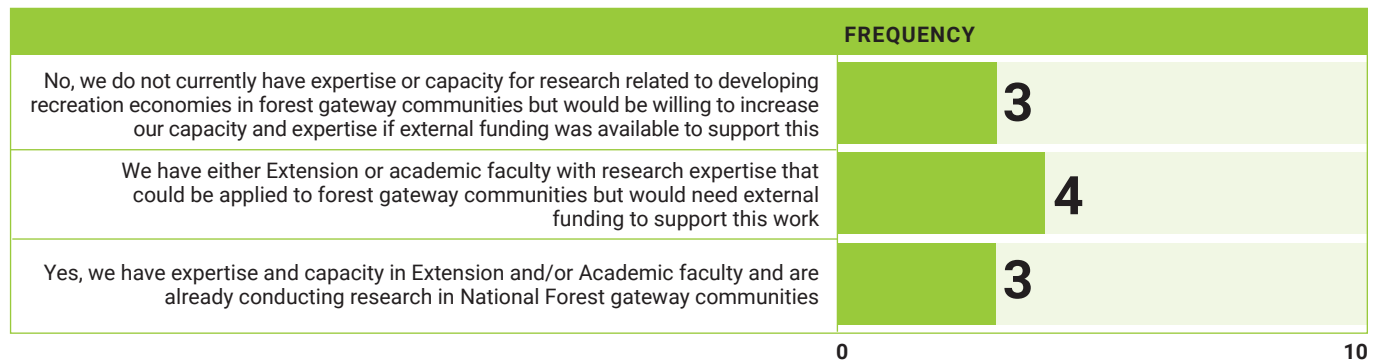 FREQUENCY
No, we do not currently have expertise or capacity for research related to developing
recreation economies in forest gateway communities but would be willing to increase
our capacity and expertise if external funding was available to support this
3
We have either Extension or academic faculty with research expertise that
could be applied to forest gateway communities but would need external
funding to support this work
4
Yes, we have expertise and capacity in Extension and/or Academic faculty and are
already conducting research in National Forest gateway communities
3
0 10